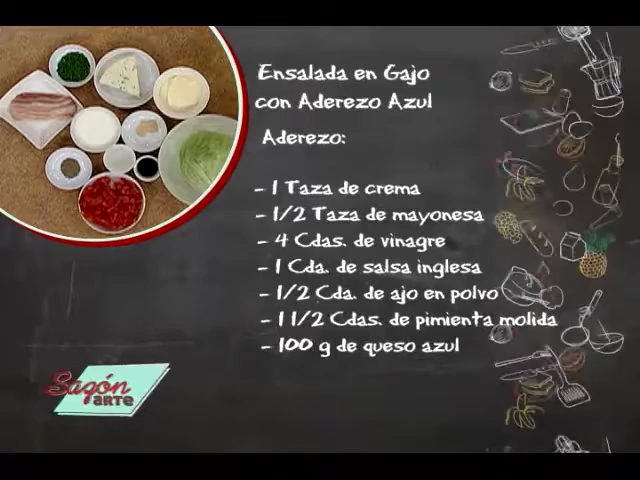 Ensalada en Gajo
con Aderezo Azul
Aderezo:
- 1 Taza de crema
- 1/2 Taza de mayonesa
- 4 Cdas. de vinagre
- 1 Cda. de salsa inglesa
- 1/2 Cda. de ajo en polvo
- 1 1/2 Cdas. de pimienta molida
- 100 g de queso azul
Sazón
ARTE